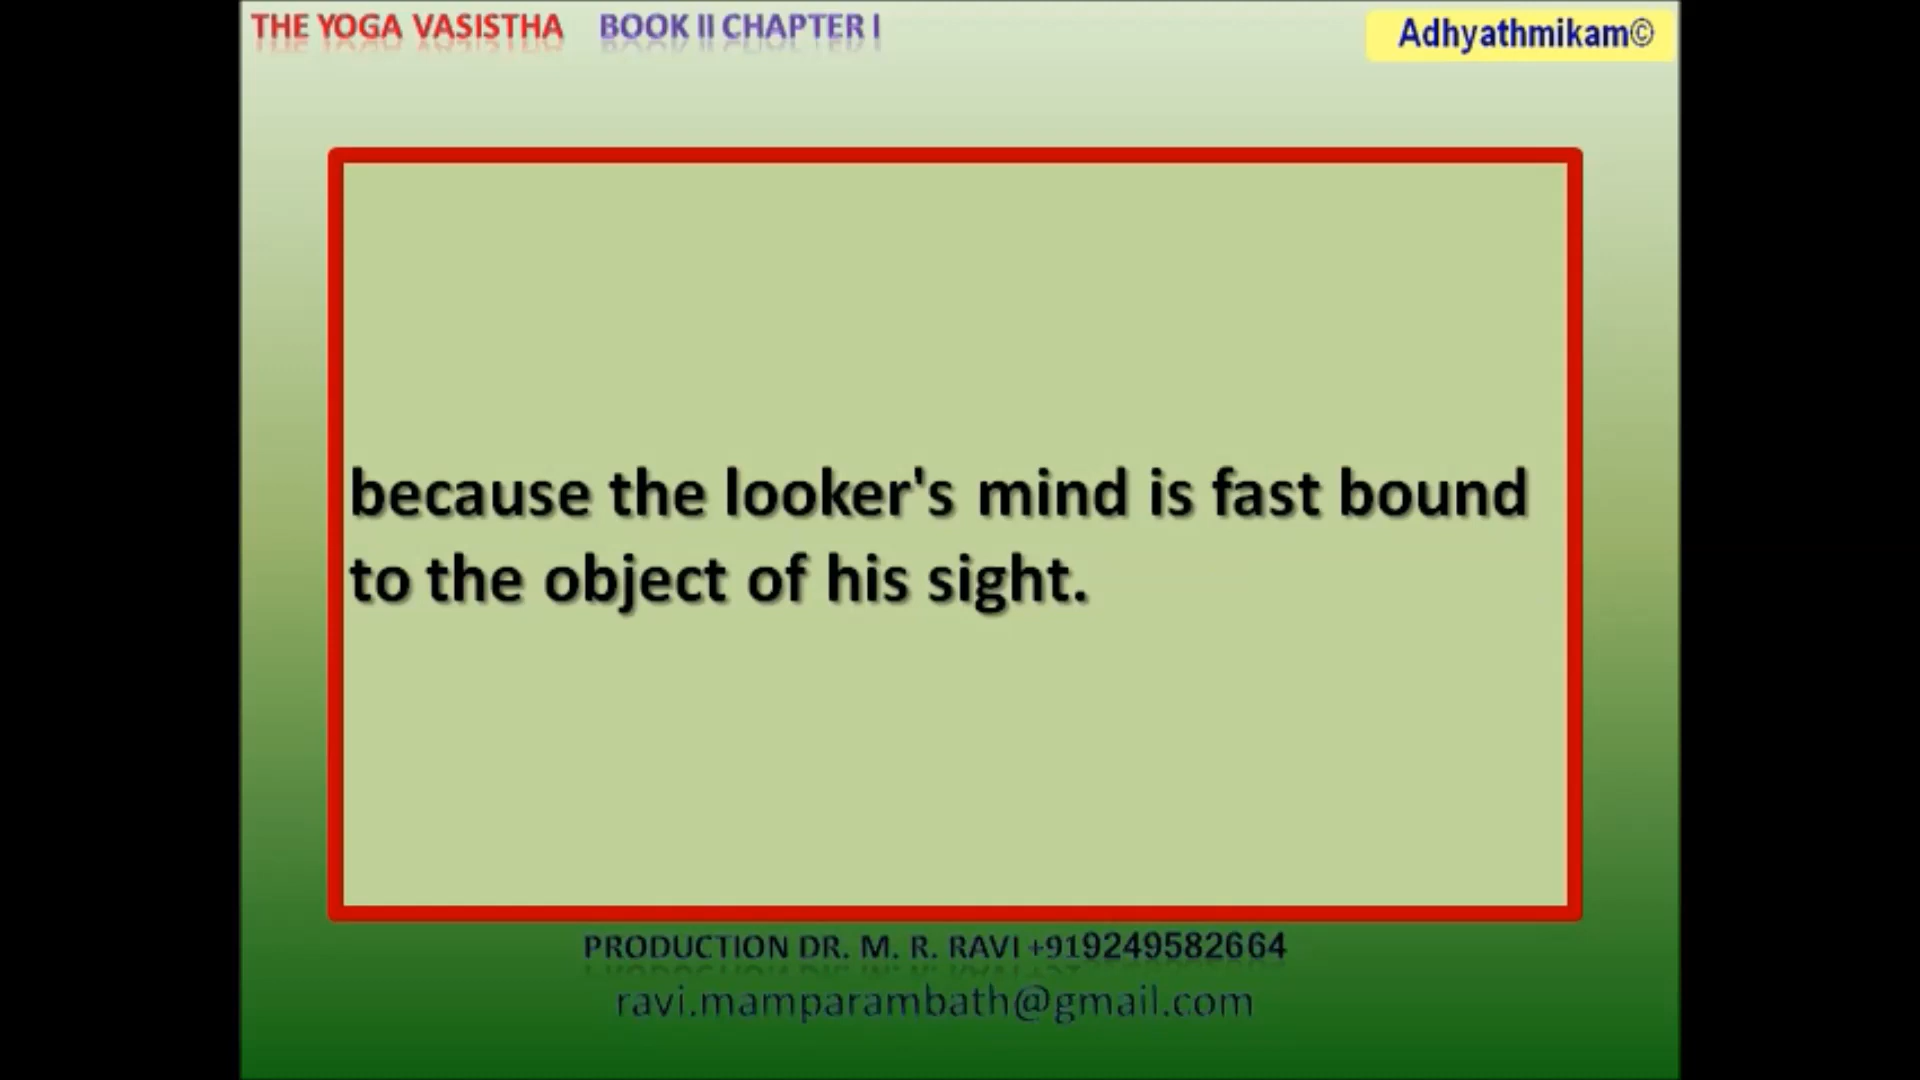 THE YOGA VASISTHA BOOK II CHAPTER I
Adhyathmikam©
because the looker's mind is fast bound
to the object of his sight.
PRODUCTION DR. M. R. RAVI +919249582664
ravi.mamparambath@gmail.com